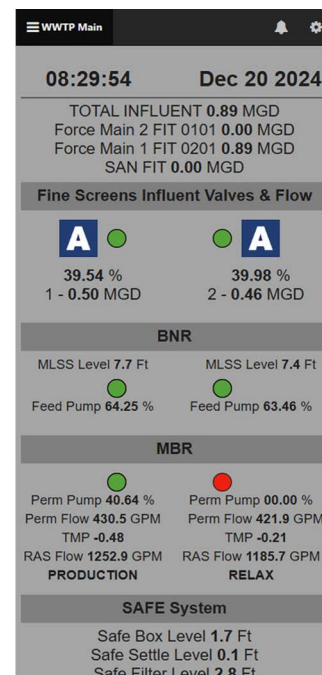 WWTP Main
08:29:54 Dec 20 2024
TOTAL INFLUENT 0.89 MGD
Force Main 2 FIT 0101 0.00 MGD
Force Main 1 FIT 0201 0.89 MGD
SAN FIT 0.00 MGD
Fine Screens Influent Valves & Flow
A A
39.54 % 39.98 %
1 - 0.50 MGD 2 - 0.46 MGD
BNR
MLSS Level 7.7 Ft MLSS Level 7.4 Ft
Feed Pump 64.25 % Feed Pump 63.46 %
MBR
Perm Pump 40.64 % Perm Pump 00.00 %
Perm Flow 430.5 GPM Perm Flow 421.9 GPM
TMP -0.48 TMP -0.21
RAS Flow 1252.9 GPM RAS Flow 1185.7 GPM
PRODUCTION RELAX
SAFE System
Safe Box Level 1.7 Ft
Safe Settle Level 0.1 Ft
Safe Filter Level 2.8 Ft